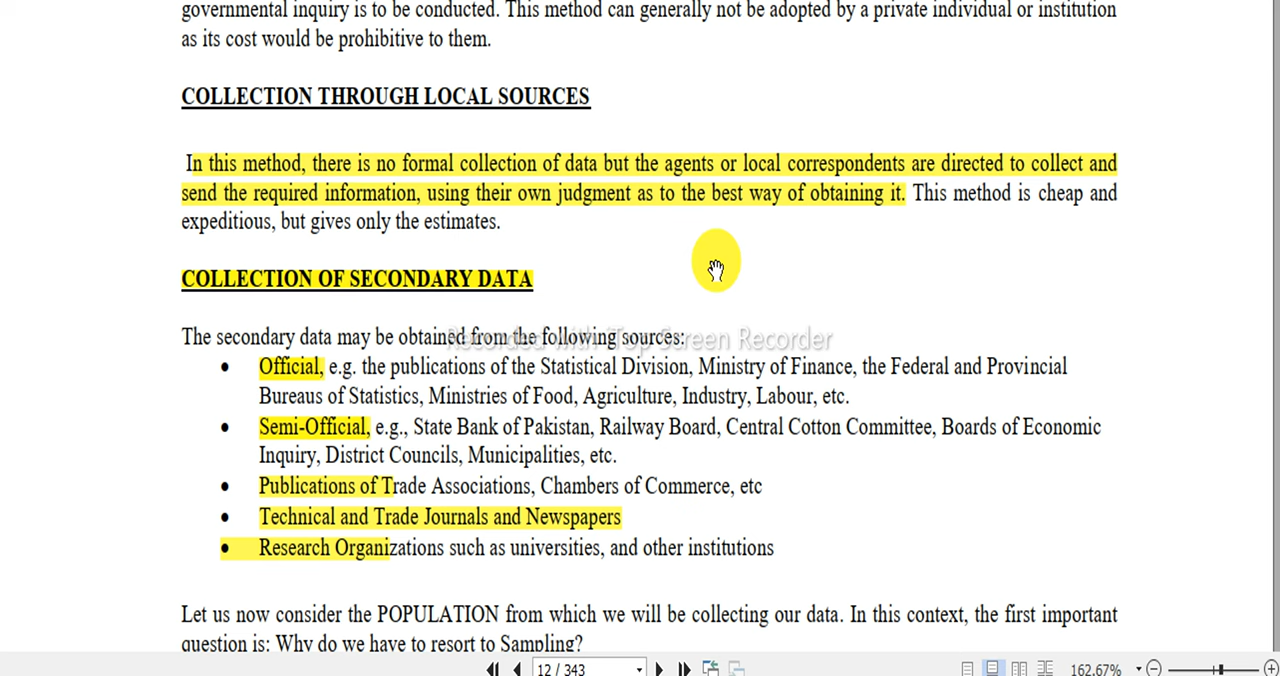 governmental inquiry is to be conducted. This method can generally not be adopted by a private individual or institution
as its cost would be prohibitive to them.
COLLECTION THROUGH LOCAL SOURCES
In this method, there is no formal collection of data but the agents or local correspondents are directed to collect and
send the required information, using their own judgment as to the best way of obtaining it. This method is cheap and
expeditious, but gives only the estimates.
COLLECTION OF SECONDARY DATA
The secondary data may be obtained from the following sources:
Recorded with iTop Screen Recorder
• Official, e.g. the publications of the Statistical Division, Ministry of Finance, the Federal and Provincial
Bureaus of Statistics, Ministries of Food, Agriculture, Industry, Labour, etc.
• Semi-Official, e.g., State Bank of Pakistan, Railway Board, Central Cotton Committee, Boards of Economic
Inquiry, District Councils, Municipalities, etc.
• Publications of Trade Associations, Chambers of Commerce, etc
• Technical and Trade Journals and Newspapers
• Research Organizations such as universities, and other institutions
Let us now consider the POPULATION from which we will be collecting our data. In this context, the first important
question is: Why do we have to resort to Sampling?
12 / 343
162.67%